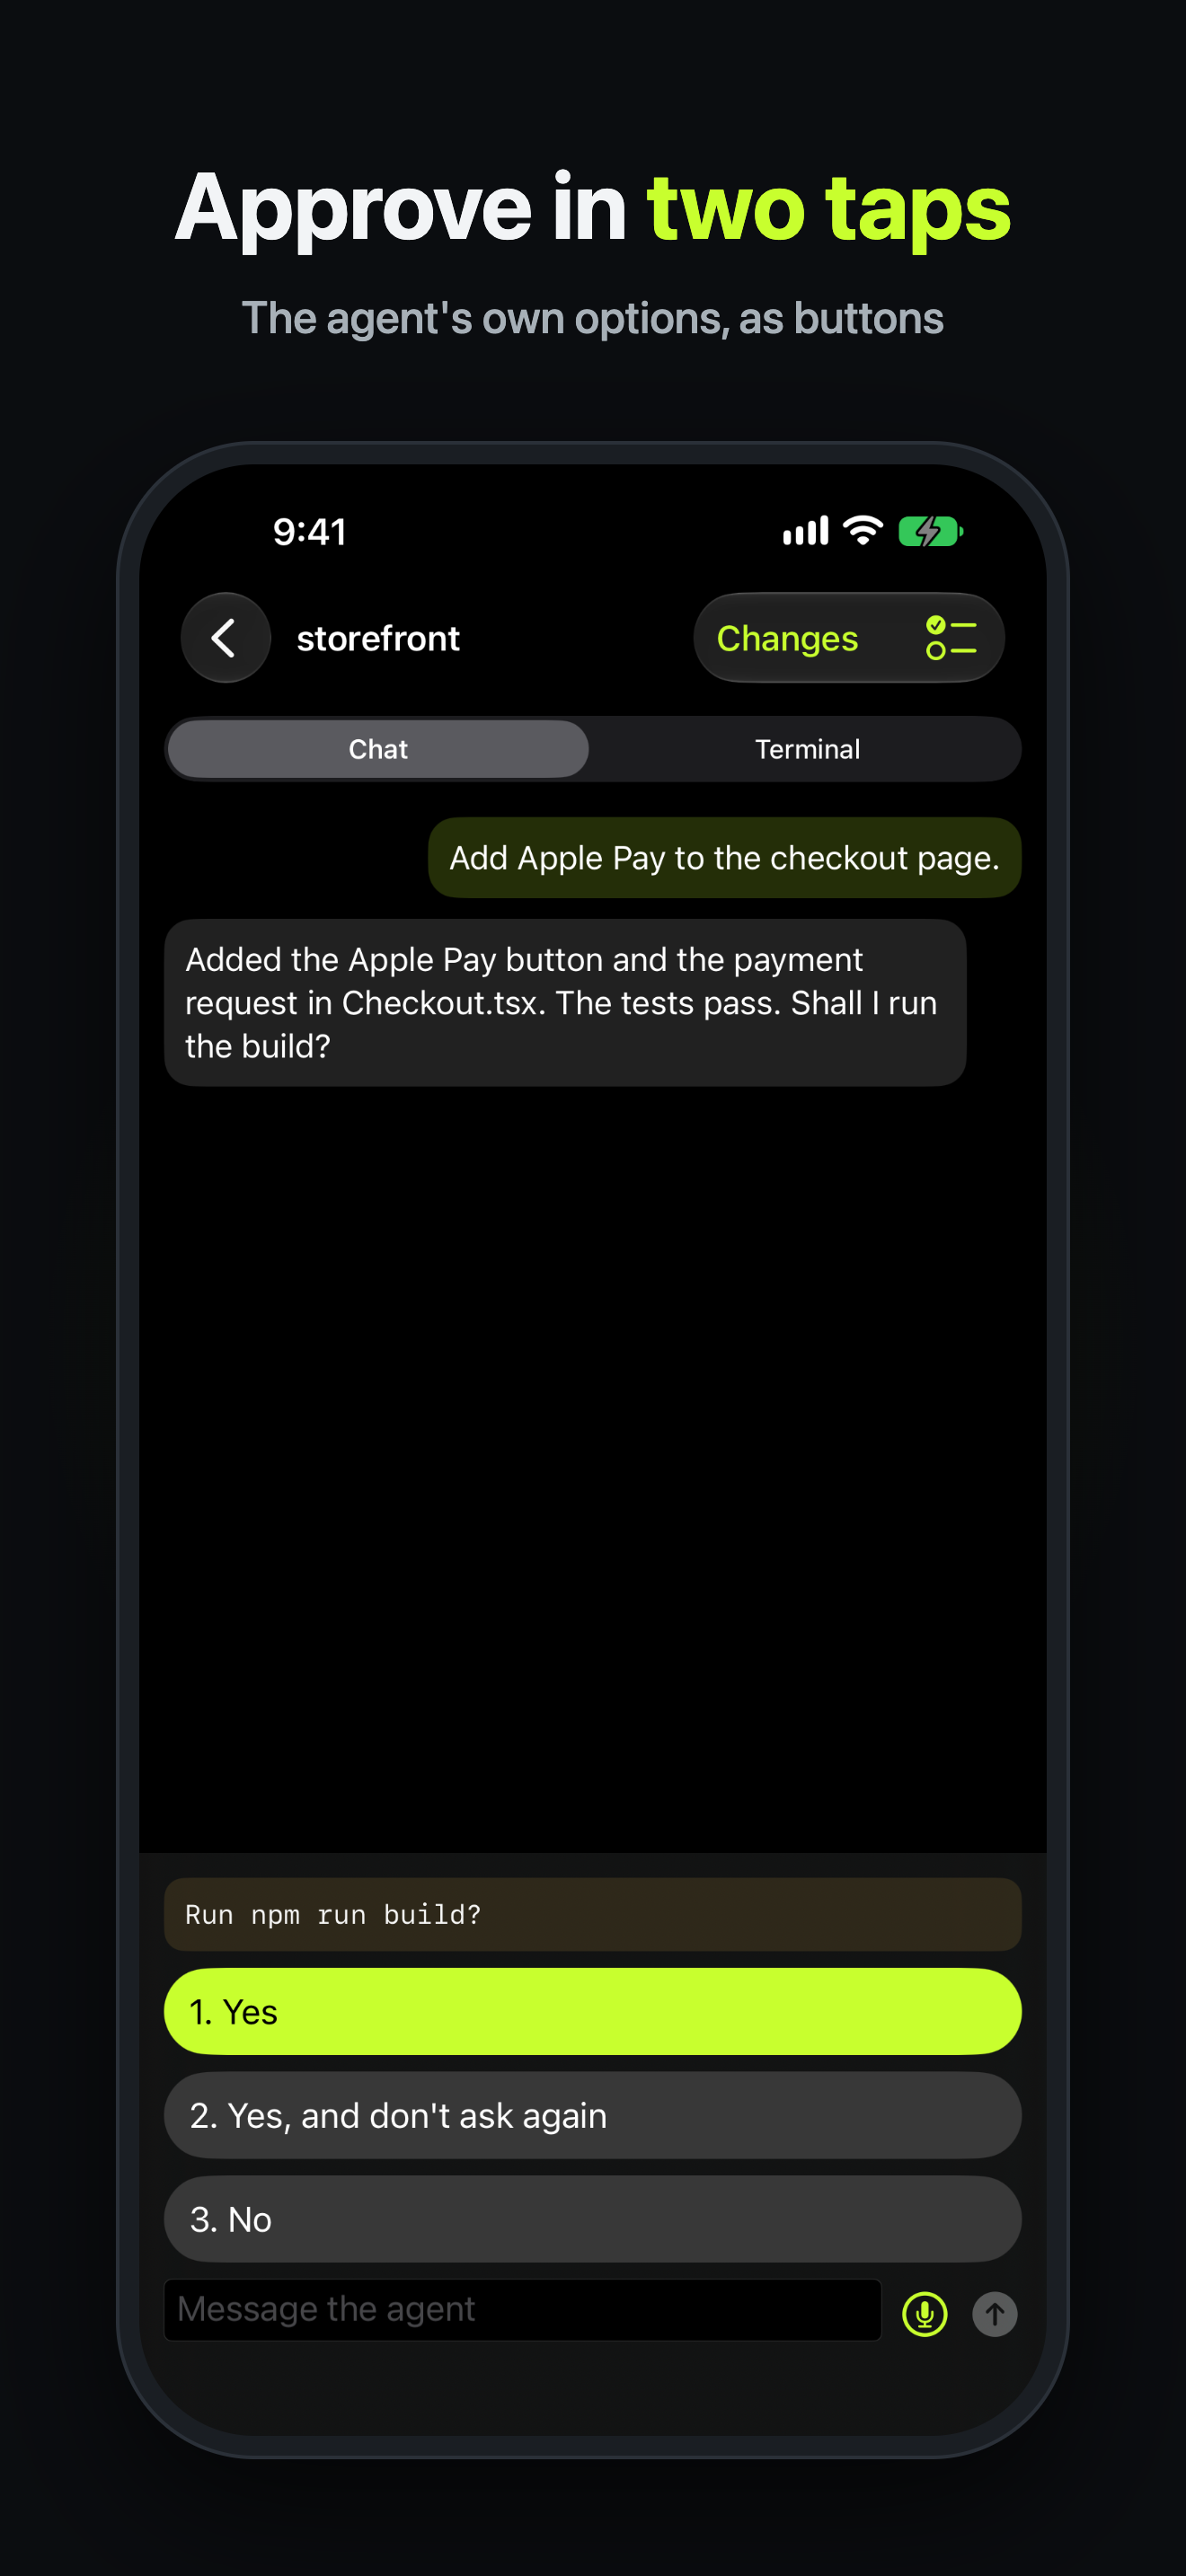 Approve in two taps
The agent's own options, as buttons
9:41
storefront
Changes
Chat
Terminal
Add Apple Pay to the checkout page.
Added the Apple Pay button and the payment
request in Checkout.tsx. The tests pass. Shall I run
the build?
Run npm run build?
1. Yes
2. Yes, and don't ask again
3. No
Message the agent